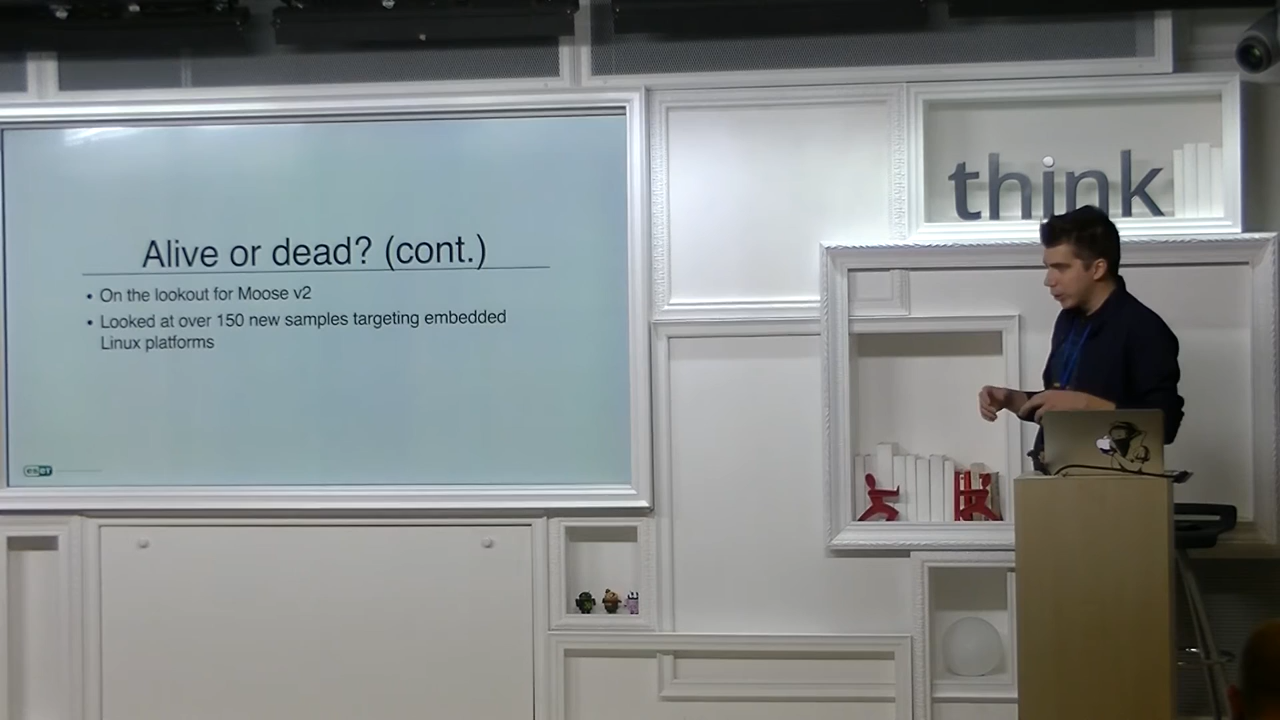 think
Alive or dead? (cont.)
• On the lookout for Moose v2
• Looked at over 150 new samples targeting embedded
Linux platforms
eseT